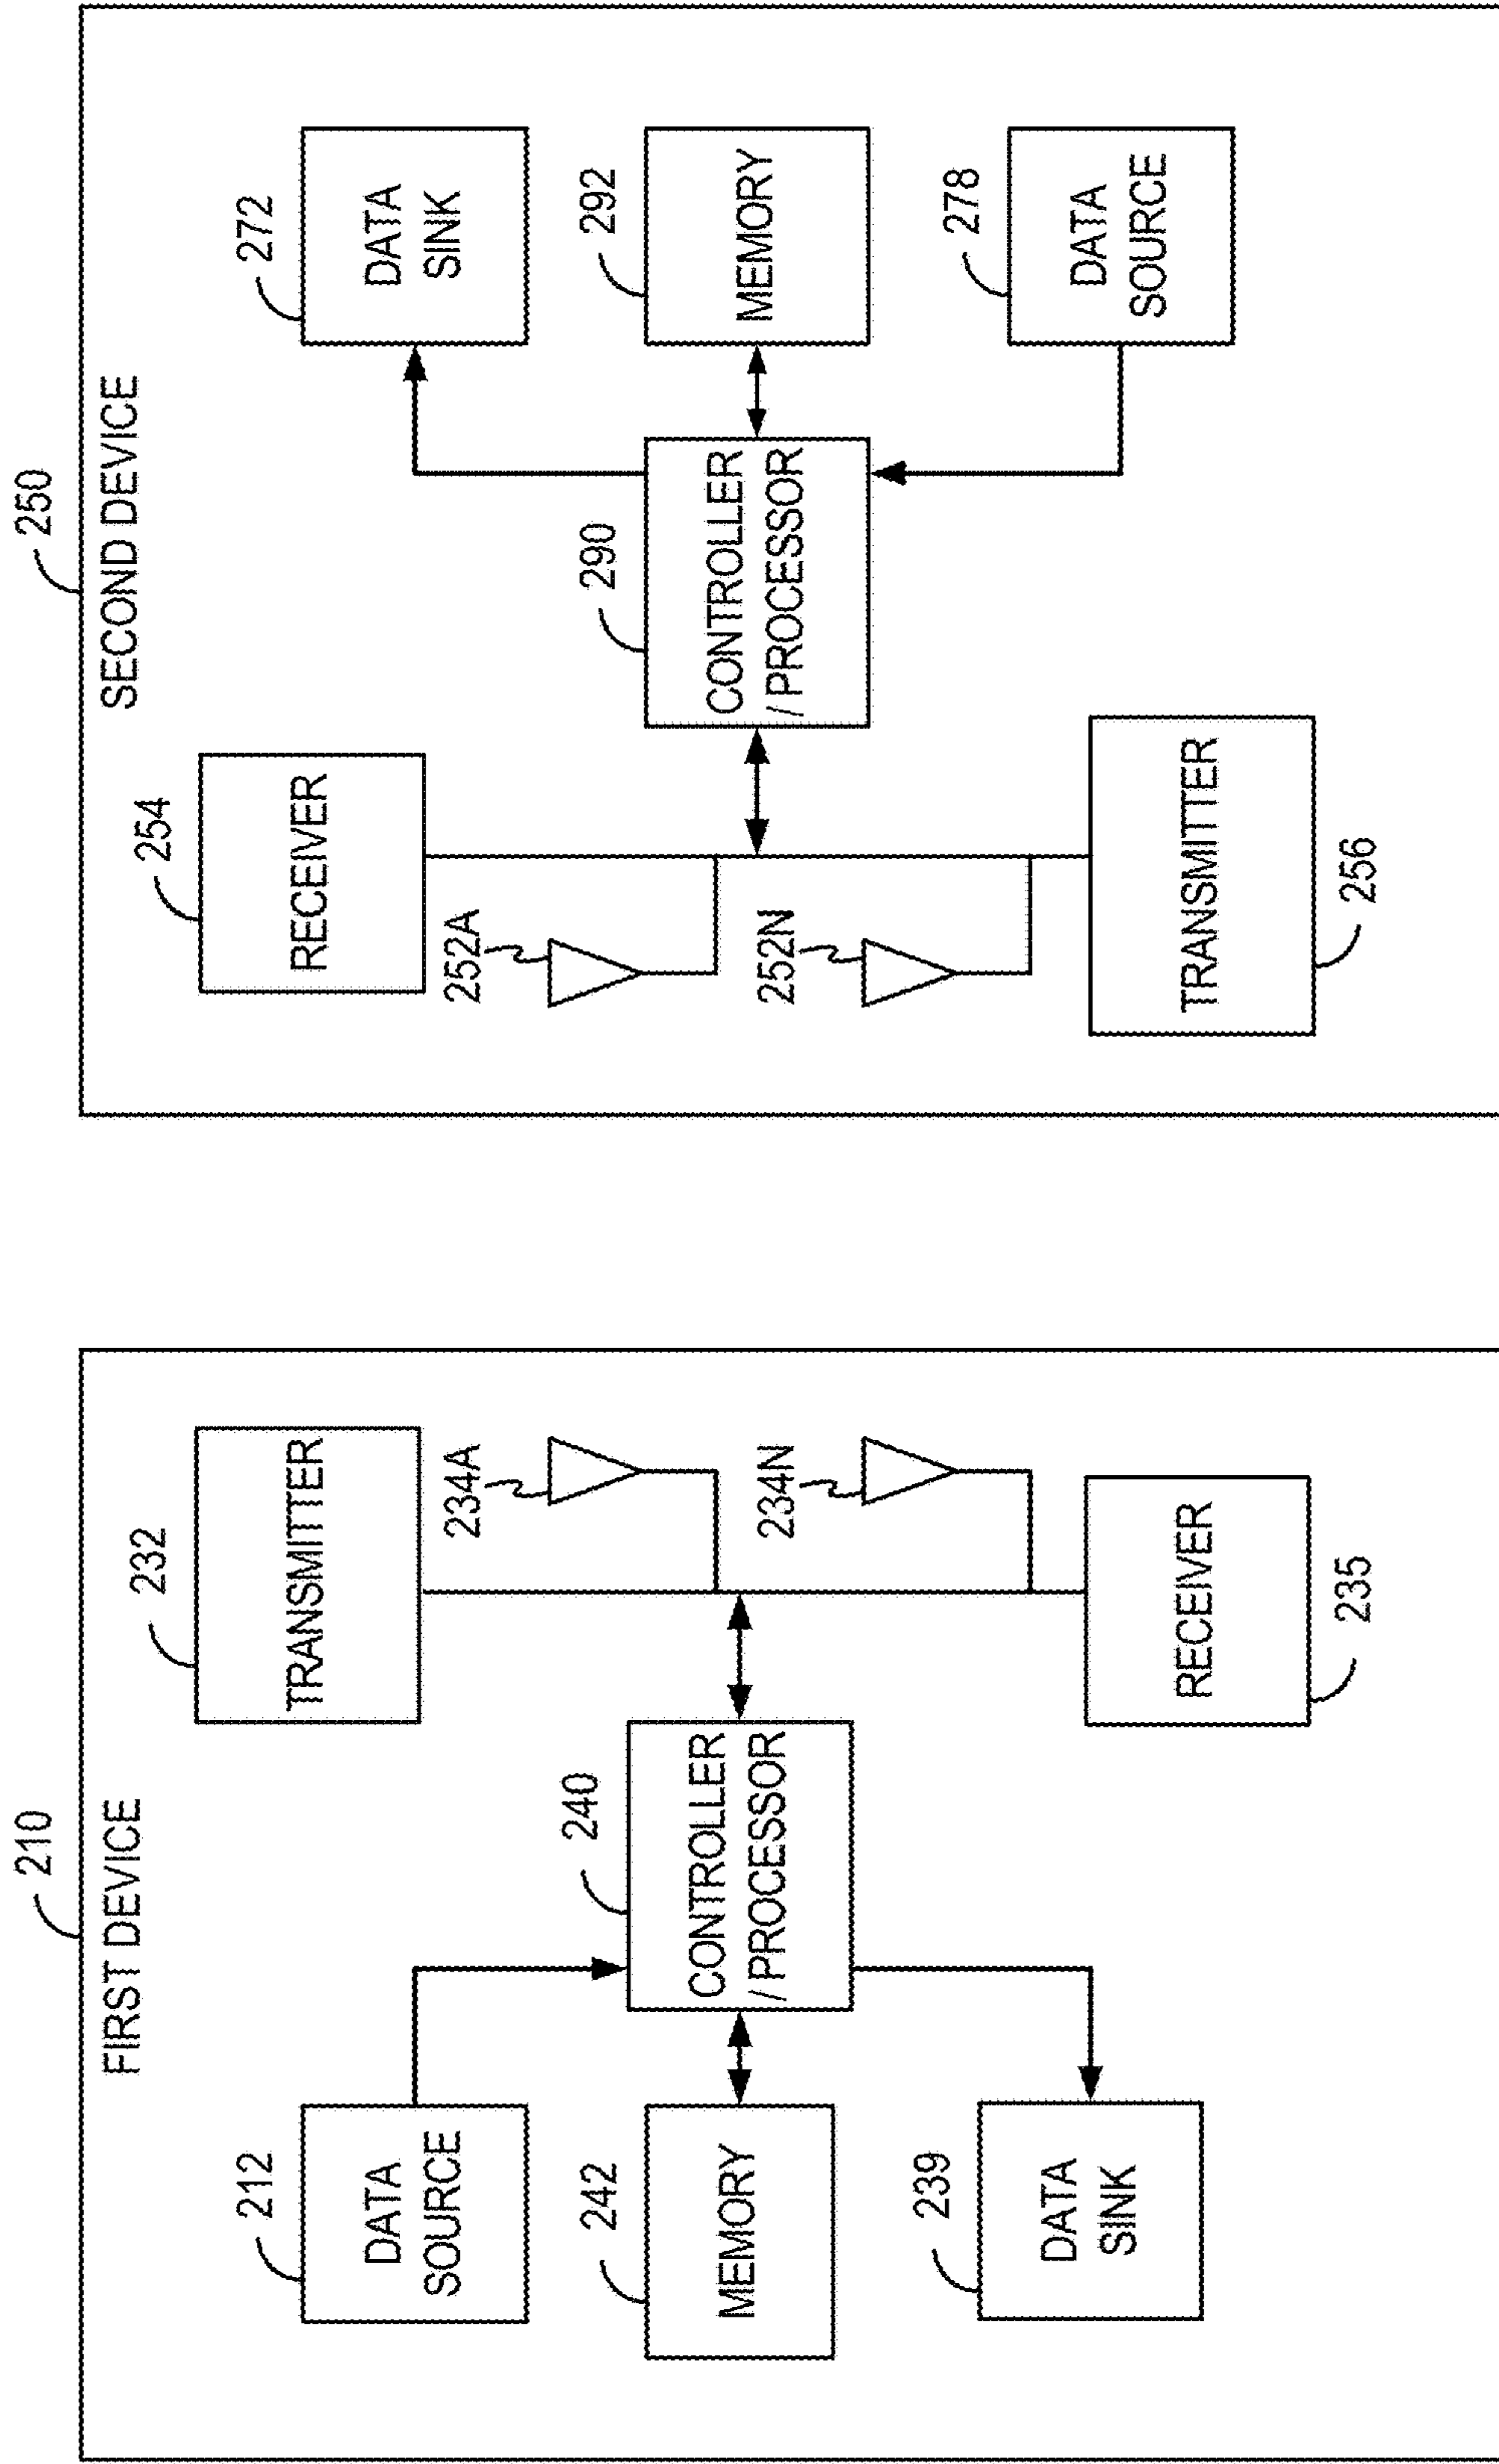 210
FIRST DEVICE
212
DATA
SOURCE
242
MEMORY
239
DATA
SINK
240
CONTROLLER
/ PROCESSOR
232
TRANSMITTER
234A
234N
RECEIVER
235
250
SECOND DEVICE
254
RECEIVER
252A
252N
TRANSMITTER
256
290
CONTROLLER
/ PROCESSOR
272
DATA
SINK
292
MEMORY
278
DATA
SOURCE